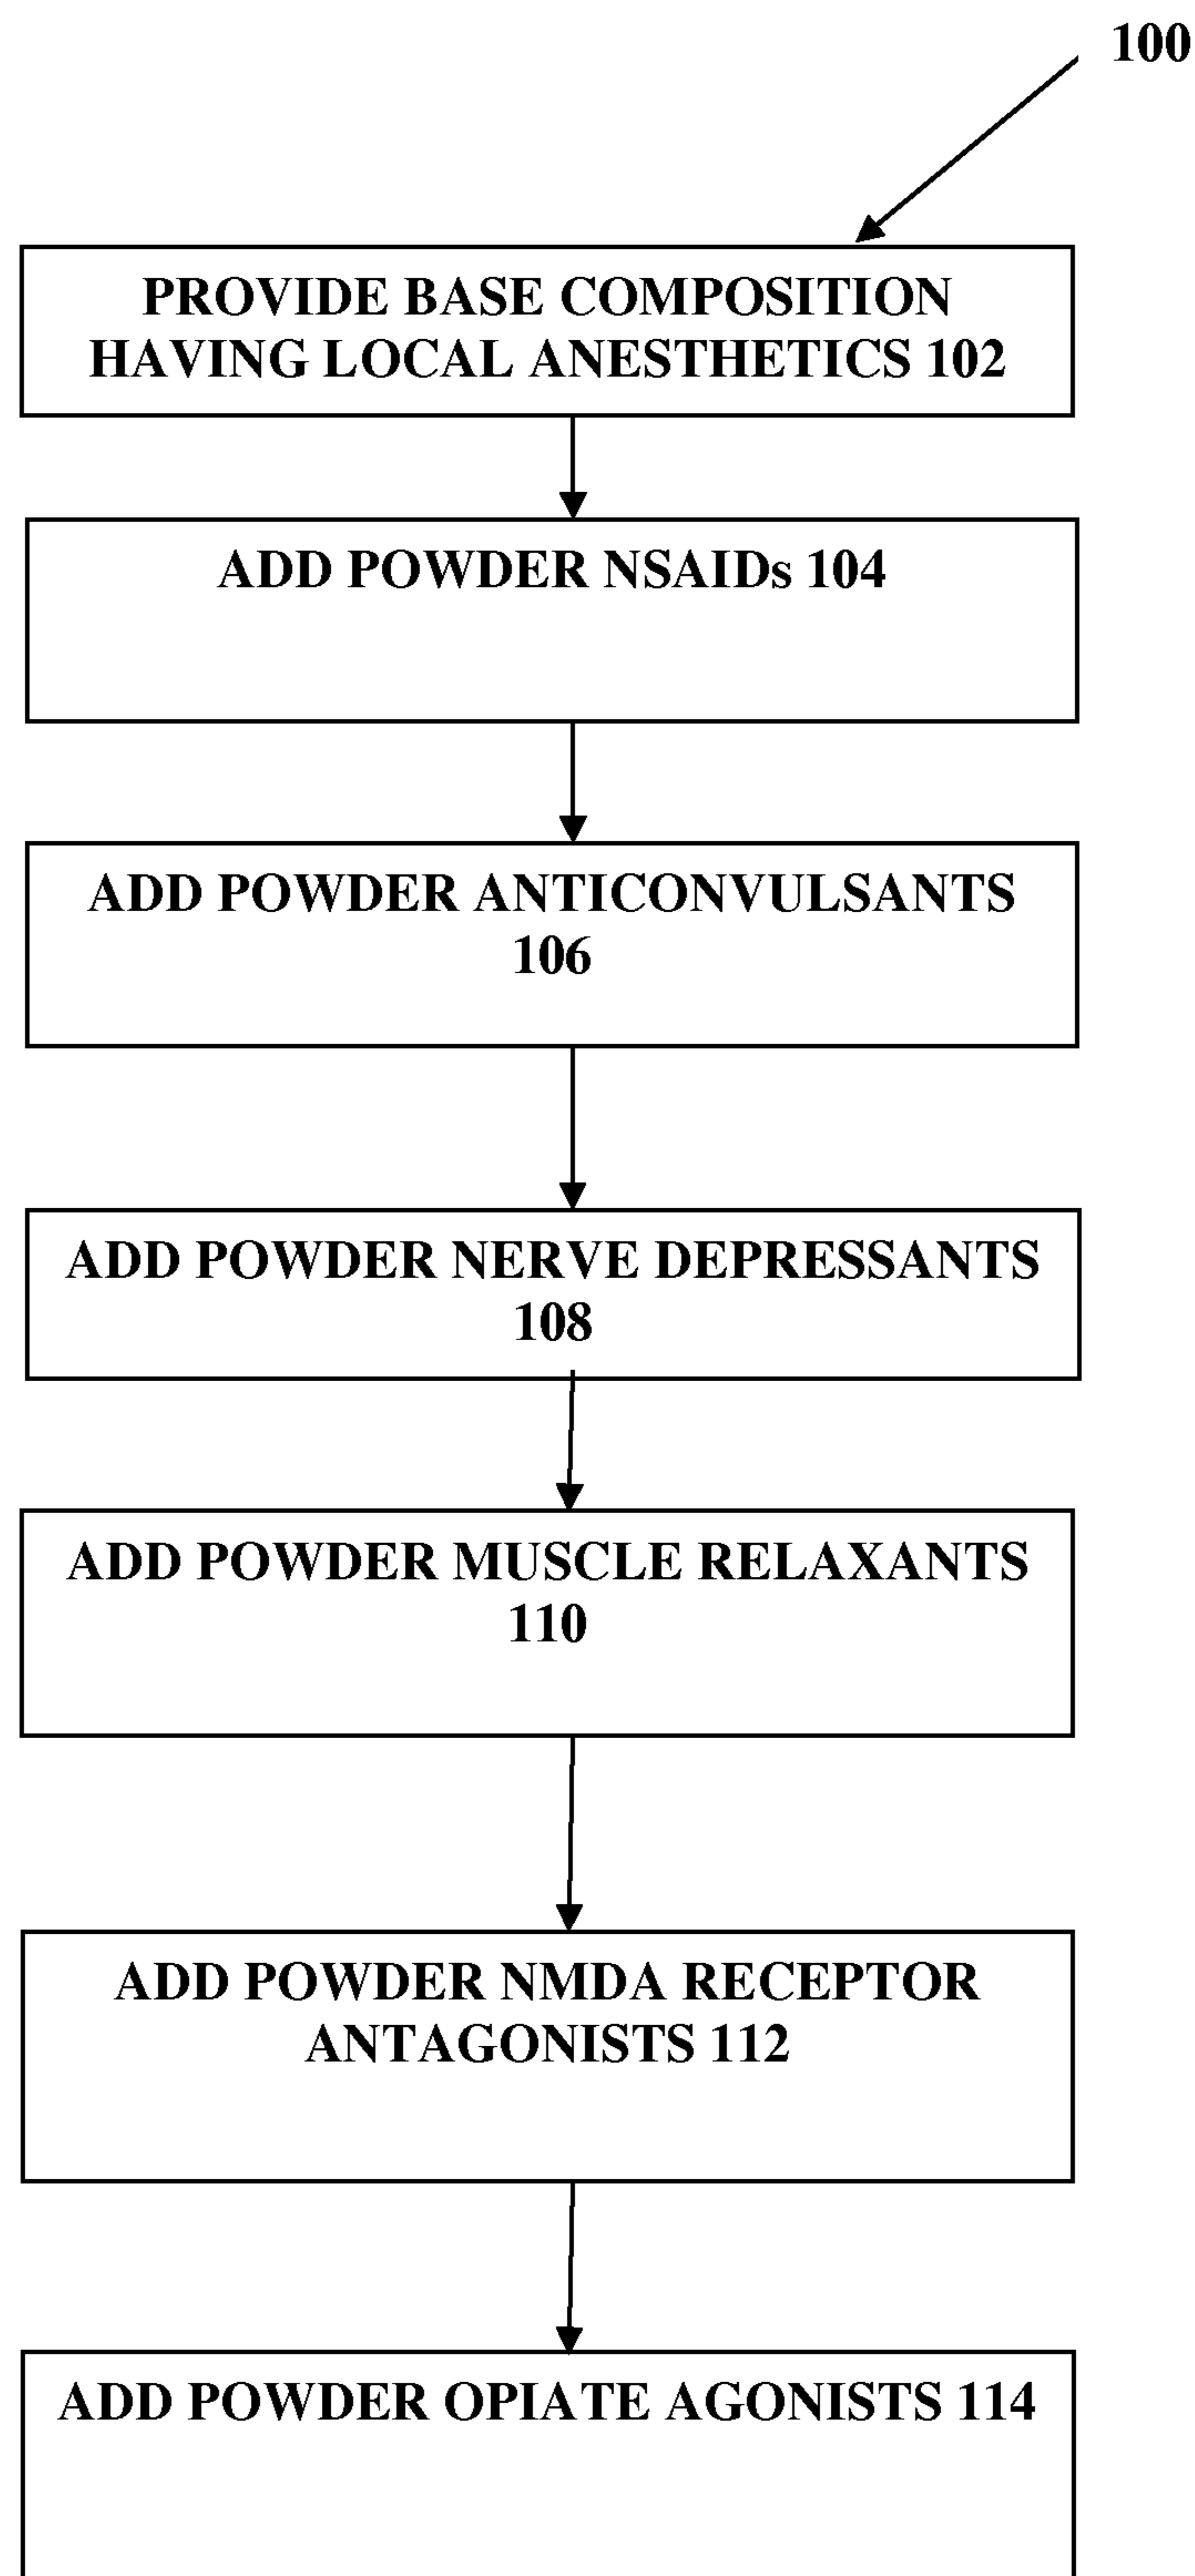 100
PROVIDE BASE COMPOSITION
HAVING LOCAL ANESTHETICS 102
ADD POWDER NSAIDs 104
ADD POWDER ANTICONVULSANTS
106
ADD POWDER NERVE DEPRESSANTS
108
ADD POWDER MUSCLE RELAXANTS
110
ADD POWDER NMDA RECEPTOR
ANTAGONISTS 112
ADD POWDER OPIATE AGONISTS 114